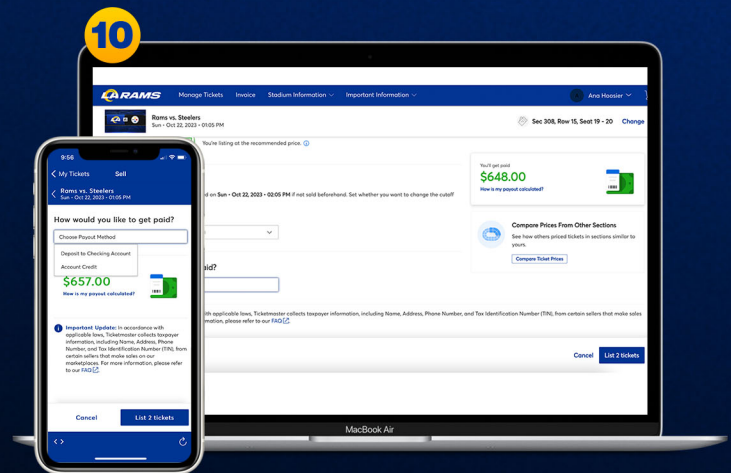 10
LA RAMS Manage Tickets Invoice Stadium Information Important Information Ana Hoosier
Rams vs. Steelers
Sun • Oct 22, 2023 • 01:05 PM
Sec 308, Row 15, Seat 19 - 20 Change
You're listing at the recommended price.
You'll get paid
$648.00
How is my payout calculated?
d on Sun • Oct 22, 2023 • 02:05 PM if not sold beforehand. Set whether you want to change the cutoff
Compare Prices From Other Sections
See how others priced tickets in sections similar to
yours.
Compare Ticket Prices
aid?
ith applicable laws, Ticketmaster collects taxpayer information, including Name, Address, Phone Number, and Tax Identification Number (TIN), from certain sellers that make sales
rmation, please refer to our FAQ
Cancel List 2 tickets
MacBook Air
9:56
My Tickets Sell
Rams vs. Steelers
Sun • Oct 22, 2023 • 01:05 PM
How would you like to get paid?
Choose Payout Method
Deposit to Checking Account
Account Credit
$657.00
How is my payout calculated?
Important Update: In accordance with
applicable laws, Ticketmaster collects taxpayer
information, including Name, Address, Phone
Number, and Tax Identification Number (TIN), from
certain sellers that make sales on our
marketplaces. For more information, please refer
to our FAQ
Cancel List 2 tickets